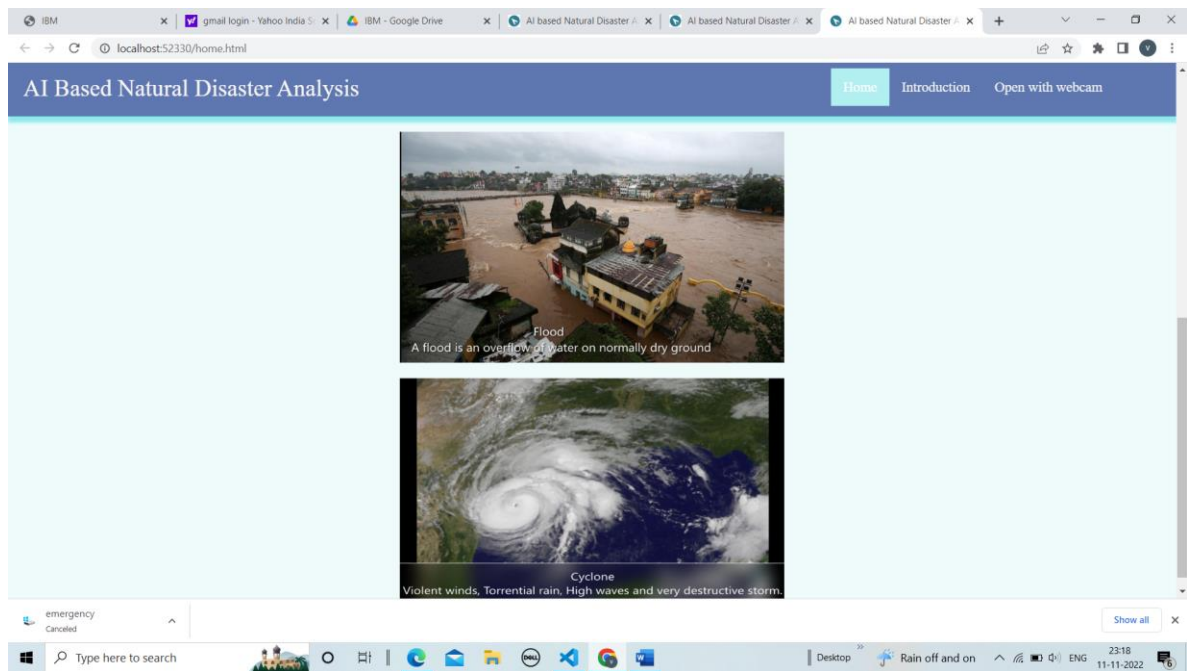 IBM
gmail login - Yahoo India S
IBM - Google Drive
AI based Natural Disaster A
AI based Natural Disaster A
AI based Natural Disaster A
localhost:52330/home.html
V
AI Based Natural Disaster Analysis
Home
Introduction
Open with webcam
Flood
A flood is an overflow of water on normally dry ground
Cyclone
Violent winds, Torrential rain, High waves and very destructive storm.
emergency
Canceled
Show all
Type here to search
DELL
W
Desktop
Rain off and on
ENG
23:18
11-11-2022
6